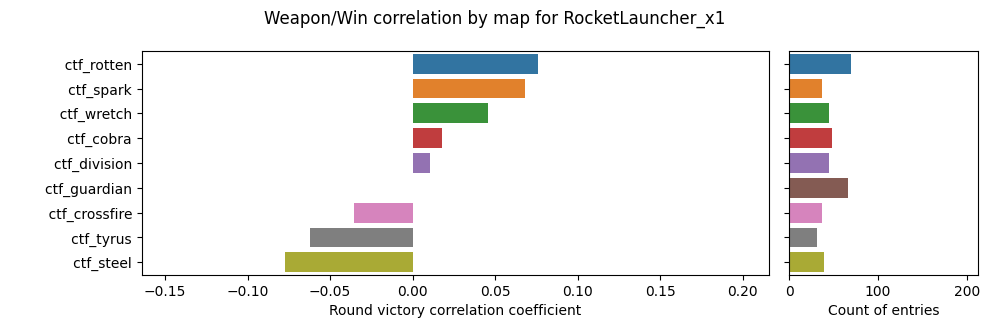 Weapon/Win correlation by map for RocketLauncher_x1
ctf_rotten
ctf_spark
ctf_wretch
ctf_cobra
ctf_division
ctf_guardian
ctf_crossfire
ctf_tyrus
ctf_steel
−0.15 −0.10 −0.05 0.00 0.05 0.10 0.15 0.20
Round victory correlation coefficient
0 100 200
Count of entries